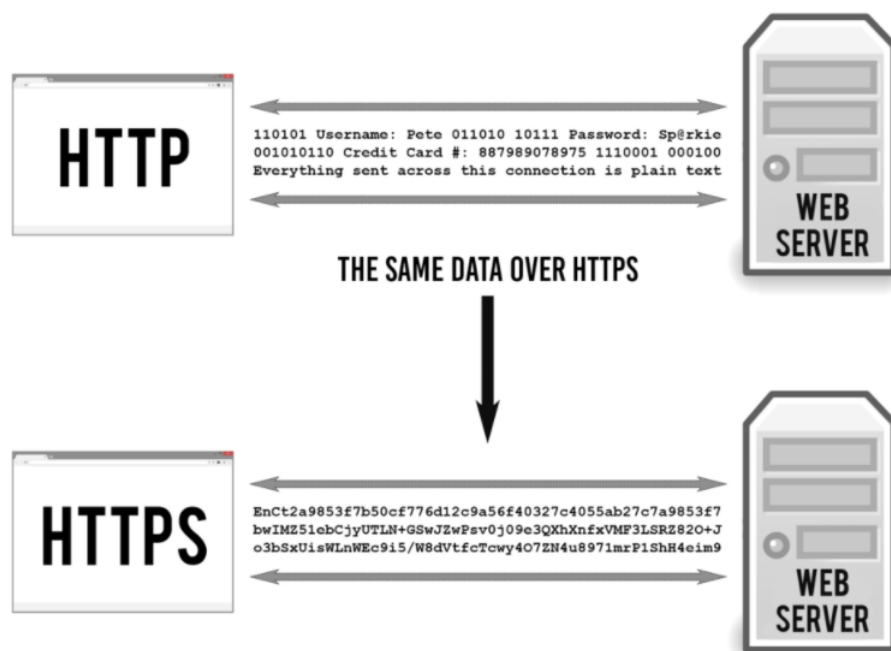 HTTP
110101 Username: Pete 011010 10111 Password: Sp@rkie
001010110 Credit Card #: 887989078975 1110001 000100
Everything sent across this connection is plain text
WEB
SERVER
THE SAME DATA OVER HTTPS
HTTPS
EnCt2a9853f7b50cf776d12c9a56f40327c4055ab27c7a9853f7
bwIMZ51ebCjyUTLN+GSwJZwPsv0j09e3QXhXnfxVMF3LSRZ82O+J
o3bSxUisWLnWEc9i5/W8dVtfcTcwy4O7ZN4u8971mrP1ShH4eim9
WEB
SERVER